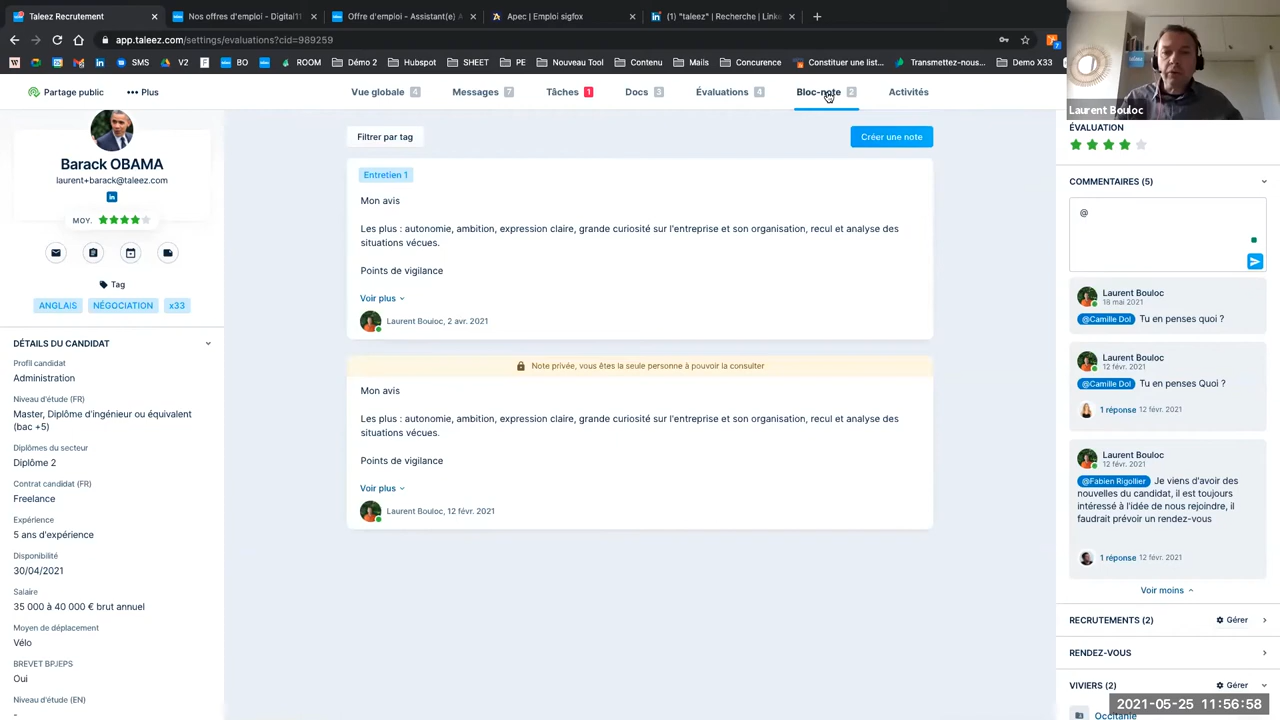 Taleez Recrutement
Nos offres d'emploi - Digital11
Offre d'emploi - Assistant(e) A
Apec | Emploi sigfox
(1) "taleez" | Recherche | Linke
app.taleez.com/settings/evaluations?cid=989259
SMS
V2
BO
ROOM
Démo 2
Hubspot
SHEET
PE
New Tool
Contenu
Mails
Concurence
Constituer une list...
Transmettez-nous...
Demo X33
Partage public
Plus
Vue globale 4
Messages 7
Tâches 1
Docs 3
Évaluations 4
Bloc-note 2
Activités
Laurent Bouloc
Barack OBAMA
laurent+barack@taleez.com
MOY.
Tag
ANGLAIS
NÉGOCIATION
x33
DÉTAILS DU CANDIDAT
Profil candidat
Administration
Niveau d'étude (FR)
Master, Diplôme d'ingénieur ou équivalent
(bac +5)
Diplômes du secteur
Diplôme 2
Contrat candidat (FR)
Freelance
Expérience
5 ans d'expérience
Disponibilité
30/04/2021
Salaire
35 000 à 40 000 € brut annuel
Moyen de déplacement
Vélo
BREVET BPJEPS
Oui
Niveau d'étude (EN)
-
Filtrer par tag
Créer une note
Entretien 1
Mon avis
Les plus : autonomie, ambition, expression claire, grande curiosité sur l'entreprise et son organisation, recul et analyse des
situations vécues.
Points de vigilance
Voir plus
Laurent Bouloc, 2 avr. 2021
Note privée, vous êtes la seule personne à pouvoir la consulter
Mon avis
Les plus : autonomie, ambition, expression claire, grande curiosité sur l'entreprise et son organisation, recul et analyse des
situations vécues.
Points de vigilance
Voir plus
Laurent Bouloc, 12 févr. 2021
ÉVALUATION
COMMENTAIRES (5)
@
Laurent Bouloc
18 mai 2021
@Camille Dol Tu en penses quoi ?
Laurent Bouloc
12 févr. 2021
@Camille Dol Tu en penses Quoi ?
1 réponse 12 févr. 2021
Laurent Bouloc
12 févr. 2021
@Fabien Rigollier Je viens d'avoir des
nouvelles du candidat, il est toujours
intéressé à l'idée de nous rejoindre, il
faudrait prévoir un rendez-vous
1 réponse 12 févr. 2021
Voir moins
RECRUTEMENTS (2)
Gérer
RENDEZ-VOUS
VIVIERS (2)
Gérer
Occitanie
2021-05-25 11:56:58